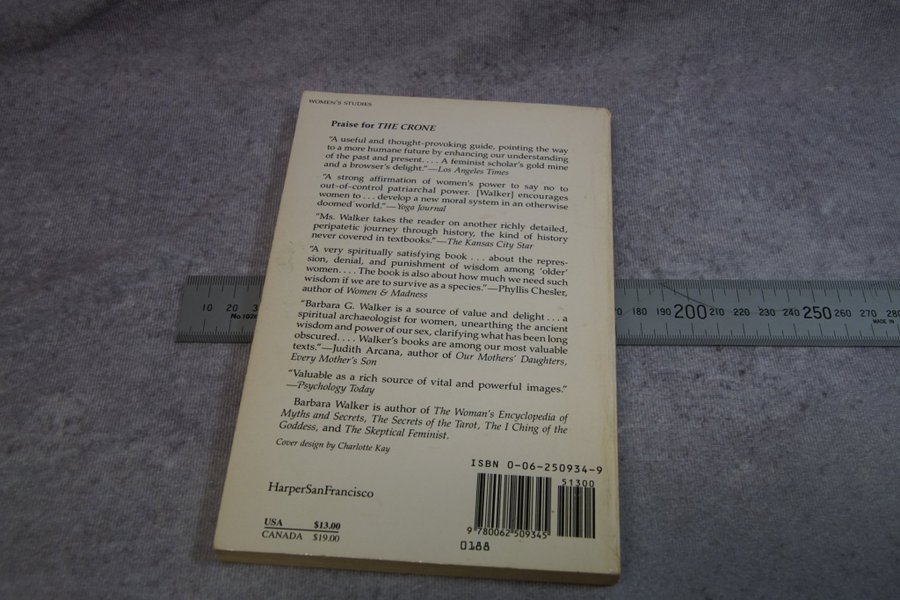 WOMEN'S STUDIES
Praise for THE CRONE
"A useful and thought-provoking guide, pointing the way
to a more humane future by enhancing our understanding
of the past and present. . . . A feminist scholar's gold mine
and a browser's delight."—Los Angeles Times
"A strong affirmation of women's power to say no to
out-of-control patriarchal power. [Walker] encourages
women to . . . develop a new moral system in an otherwise
doomed world."—Yoga Journal
"Ms. Walker takes the reader on another richly detailed,
peripatetic journey through history, the kind of history
never covered in textbooks."—The Kansas City Star
"A very spiritually satisfying book . . . about the repres-
sion, denial, and punishment of wisdom among 'older'
women. . . . The book is also about how much we need such
wisdom if we are to survive as a species."—Phyllis Chesler,
author of Women & Madness
"Barbara G. Walker is a source of value and delight . . . a
spiritual archaeologist for women, unearthing the ancient
wisdom and power of our sex, clarifying what has been long
obscured. . . . Walker's books are among our most valuable
texts."—Judith Arcana, author of Our Mothers' Daughters,
Every Mother's Son
"Valuable as a rich source of vital and powerful images."
—Psychology Today
Barbara Walker is author of The Woman's Encyclopedia of
Myths and Secrets, The Secrets of the Tarot, The I Ching of the
Goddess, and The Skeptical Feminist.
Cover design by Charlotte Kay
HarperSanFrancisco
USA $13.00
CANADA $19.00
ISBN 0-06-250934-9
51300
9 780062 509345
0188
10 20
180 190 200 210 220 230 240 250 260 270
MADE IN